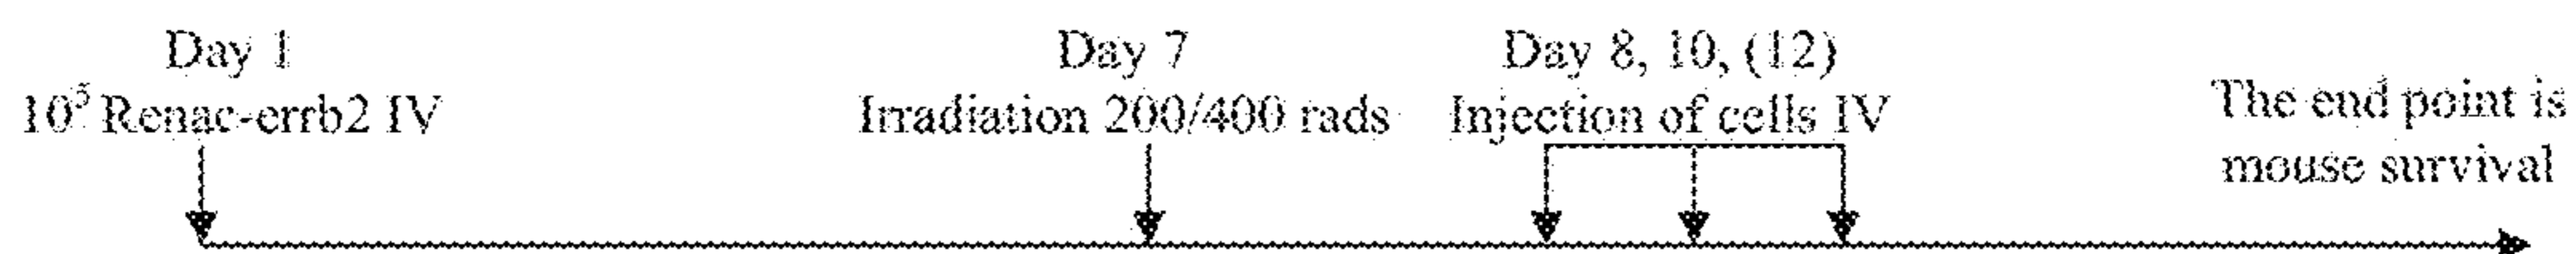 Day 1
10⁵ Renac-errb2 IV
Day 7
Irradiation 200/400 rads
Day 8, 10, (12)
Injection of cells IV
The end point is
mouse survival